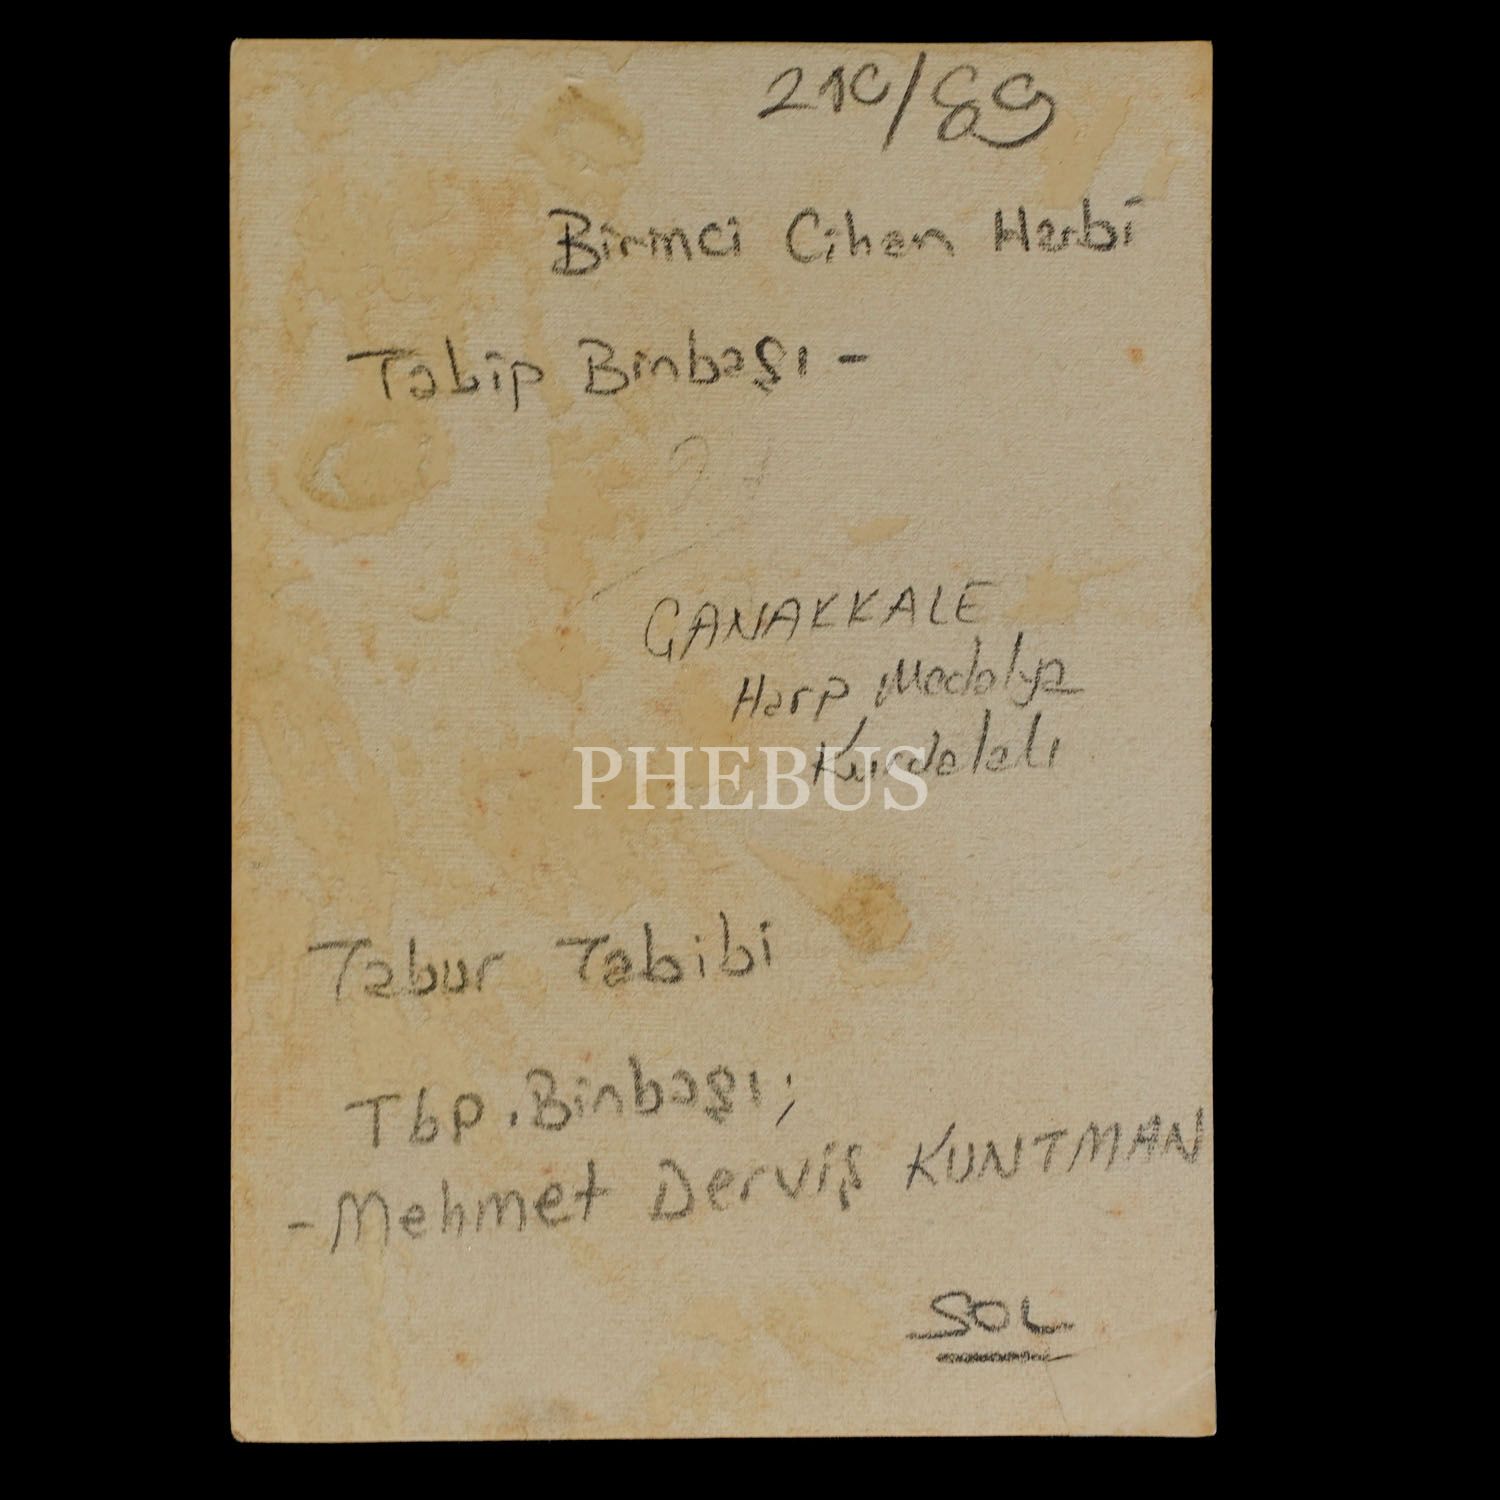 210/89
Birinci Cihan Harbi
Tabip Binbaşı -
ÇANAKKALE
Harp Madalya
Kurdelalı
PHEBUS
Tabur Tabibi
Tbp. Binbaşı;
- Mehmet Derviş KUNTMAN
SOL